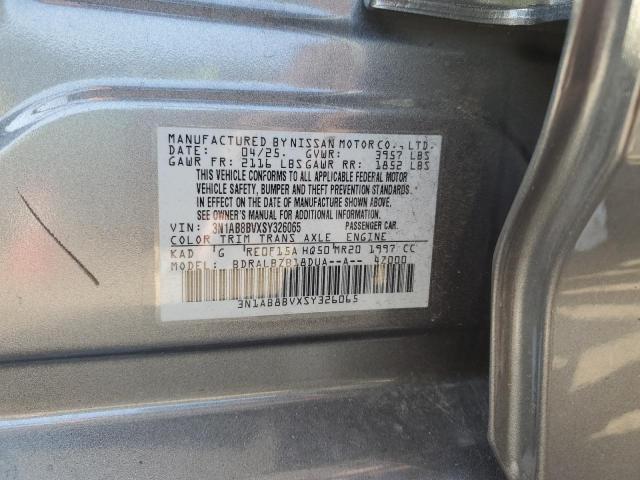 MANUFACTURED BY NISSAN MOTOR CO., LTD.
DATE: 04/25. GVWR: 3957 LBS
GAWR FR: 2116 LBS GAWR RR: 1852 LBS
THIS VEHICLE CONFORMS TO ALL APPLICABLE FEDERAL MOTOR
VEHICLE SAFETY, BUMPER AND THEFT PREVENTION STANDARDS
IN EFFECT ON THE DATE OF MANUFACTURE SHOWN ABOVE.
SEE OWNER'S MANUAL FOR ADDITIONAL INFORMATION.
VIN: 3N1AB8BVXSY326065 PASSENGER CAR.
COLOR TRIM TRANS AXLE ENGINE
KAD G RE0F15A HQ50 MR20 1997 CC
MODEL: BDRALBZB18DUA--A-- 47000
3N1AB8BVXSY326065